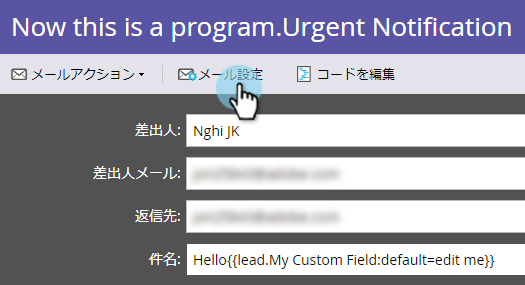 Now this is a program.Urgent Notification
メールアクション メール設定 コードを編集
差出人: Nghi JK
差出人メール:
返信先:
件名: Hello{{lead.My Custom Field:default=edit me}}